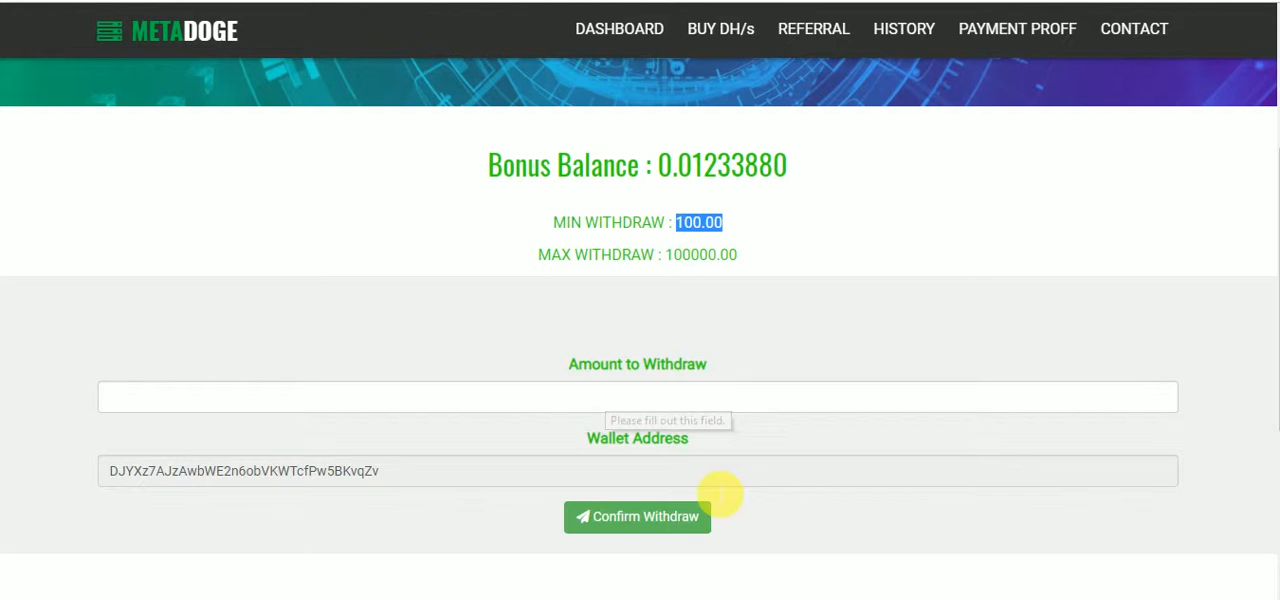 METADOGE
DASHBOARD BUY DH/s REFERRAL HISTORY PAYMENT PROFF CONTACT
Bonus Balance : 0.01233880
MIN WITHDRAW : 100.00
MAX WITHDRAW : 100000.00
Amount to Withdraw
Please fill out this field.
Wallet Address
DJYXz7AJzAwbWE2n6obVKWTcfPw5BKvqZv
Confirm Withdraw